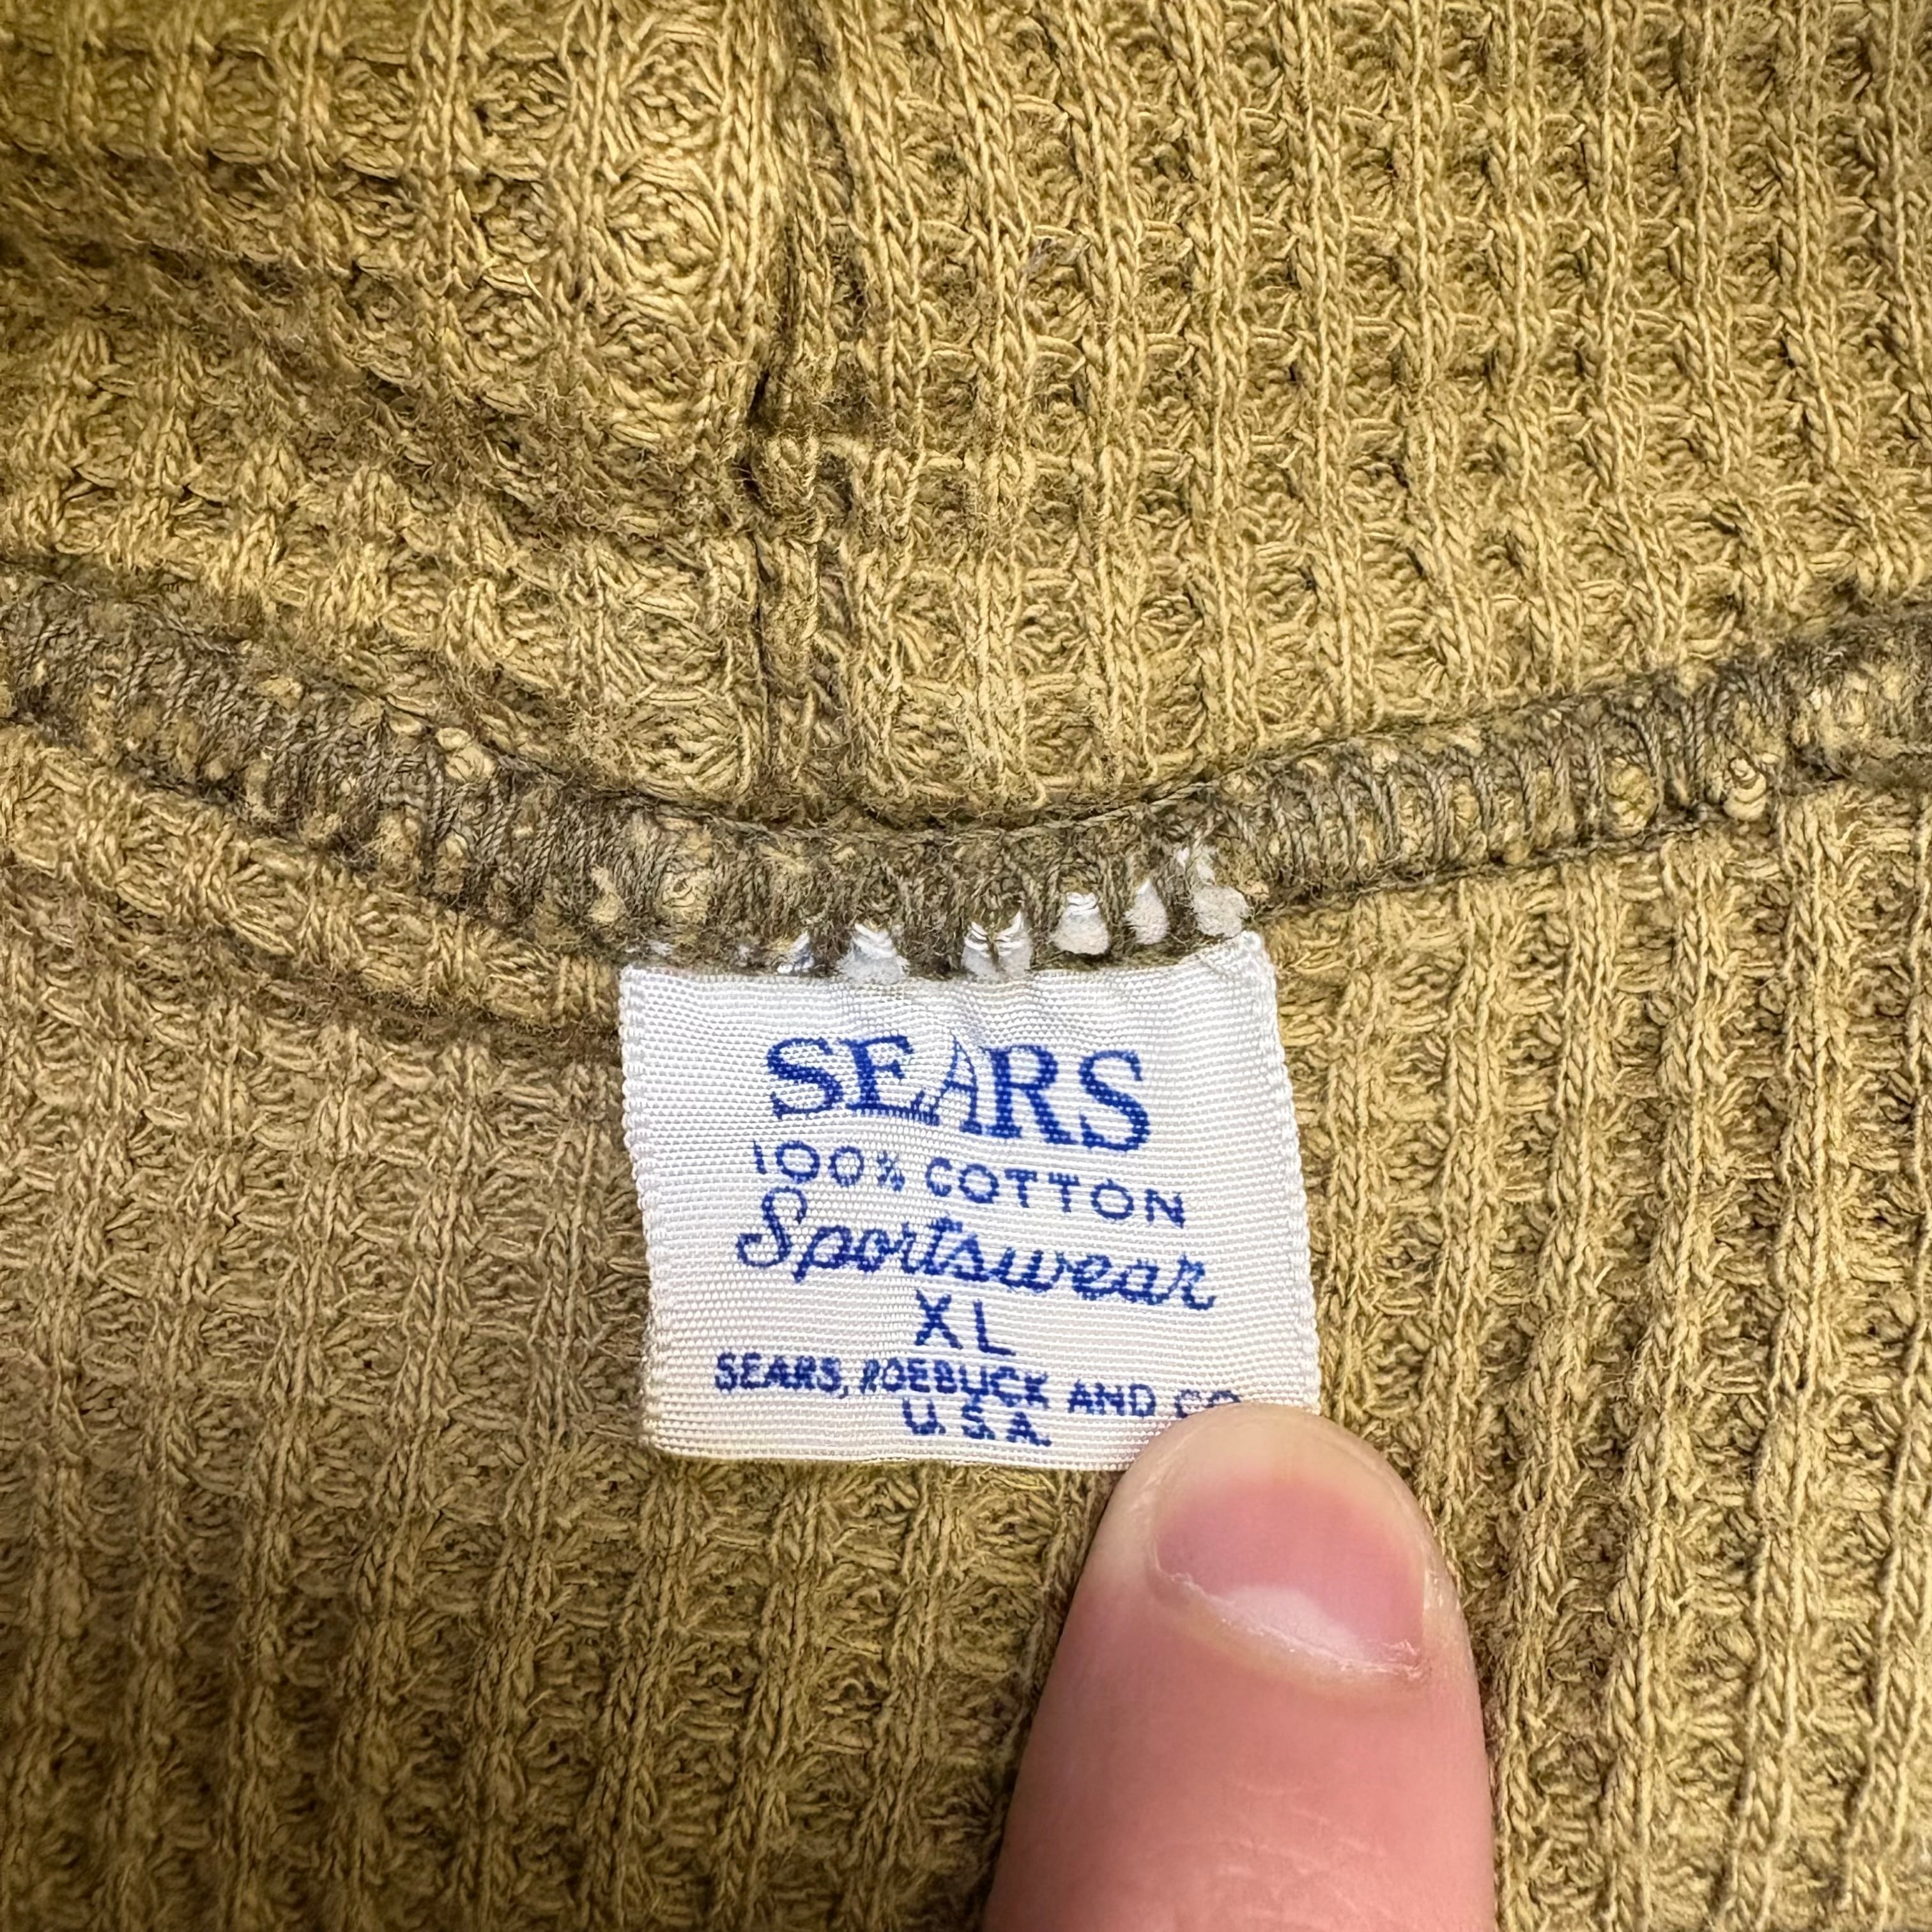 SEARS
100% COTTON
Sportswear
XL
SEARS, ROEBUCK AND CO
U.S.A.